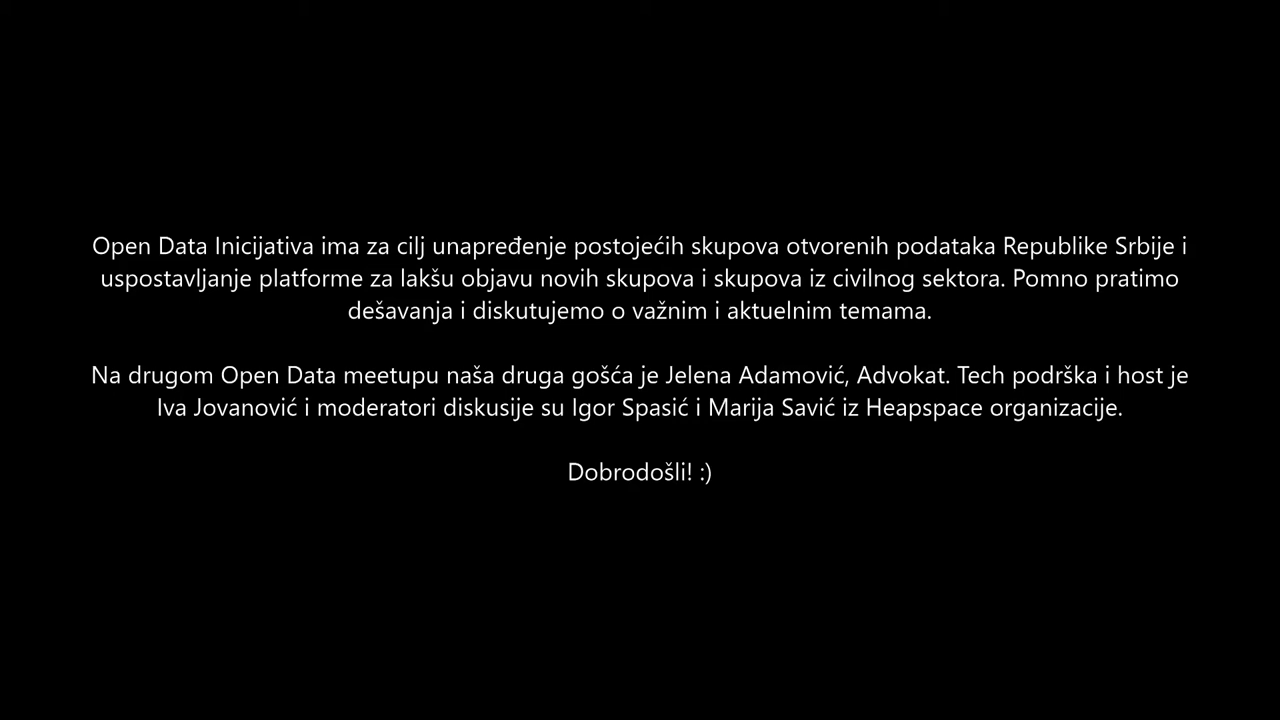 Open Data Inicijativa ima za cilj unapređenje postojećih skupova otvorenih podataka Republike Srbije i
uspostavljanje platforme za lakšu objavu novih skupova i skupova iz civilnog sektora. Pomno pratimo
dešavanja i diskutujemo o važnim i aktuelnim temama.
Na drugom Open Data meetupu naša druga gošća je Jelena Adamović, Advokat. Tech podrška i host je
Iva Jovanović i moderatori diskusije su Igor Spasić i Marija Savić iz Heapspace organizacije.
Dobrodošli! :)